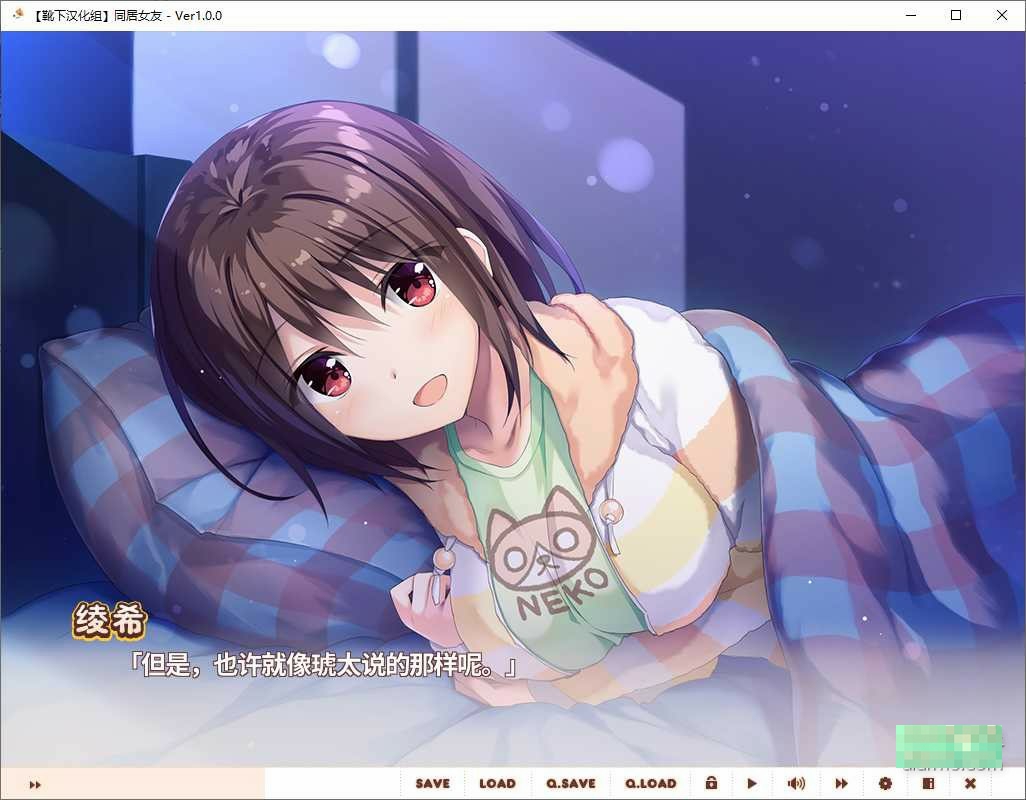 【靴下汉化组】同居女友 - Ver1.0.0
NEKO
绫希
「但是，也许就像琥太说的那样呢。」
SAVE LOAD Q.SAVE Q.LOAD